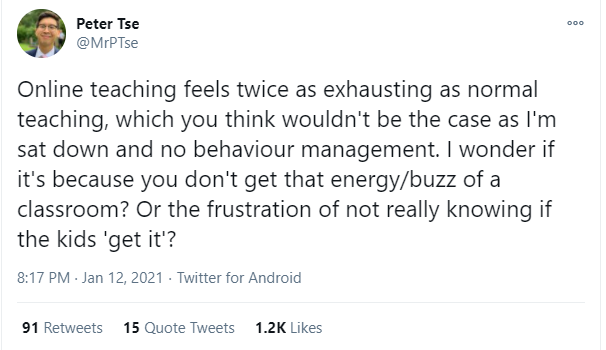 Peter Tse
@MrPTse
Online teaching feels twice as exhausting as normal
teaching, which you think wouldn't be the case as I'm
sat down and no behaviour management. I wonder if
it's because you don't get that energy/buzz of a
classroom? Or the frustration of not really knowing if
the kids 'get it'?
8:17 PM · Jan 12, 2021 · Twitter for Android
91 Retweets 15 Quote Tweets 1.2K Likes